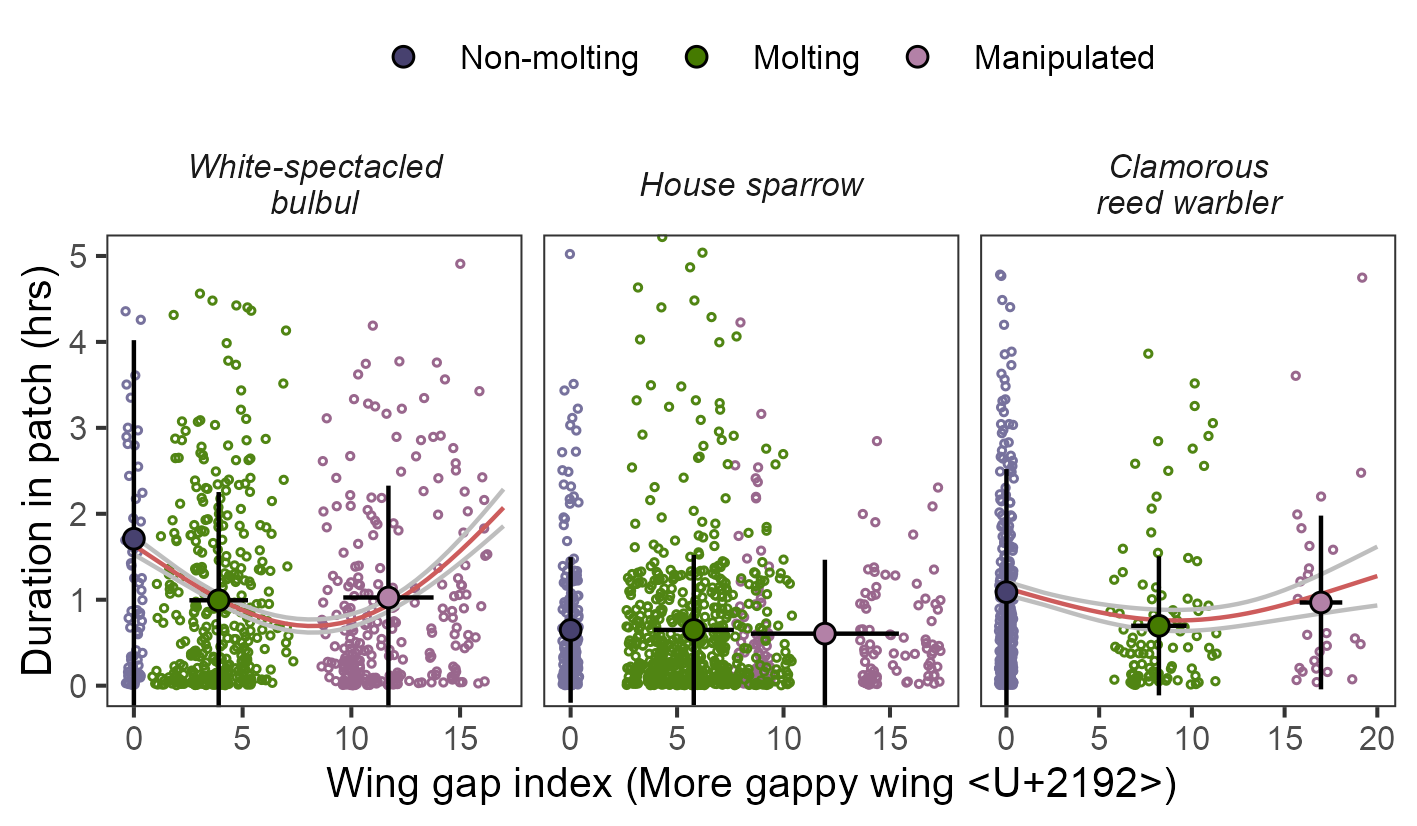 Non-molting Molting Manipulated
White-spectacled
bulbul
House sparrow
Clamorous
reed warbler
Duration in patch (hrs)
5
4
3
2
1
0
0 5 10 15
0 5 10 15
0 5 10 15 20
Wing gap index (More gappy wing <U+2192>)